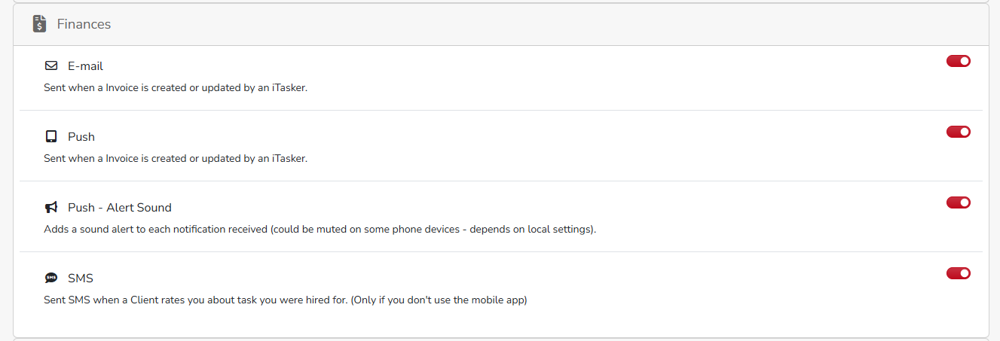 Finances
E-mail
Sent when a Invoice is created or updated by an iTasker.
Push
Sent when a Invoice is created or updated by an iTasker.
Push - Alert Sound
Adds a sound alert to each notification received (could be muted on some phone devices - depends on local settings).
SMS
Sent SMS when a Client rates you about task you were hired for. (Only if you don't use the mobile app)